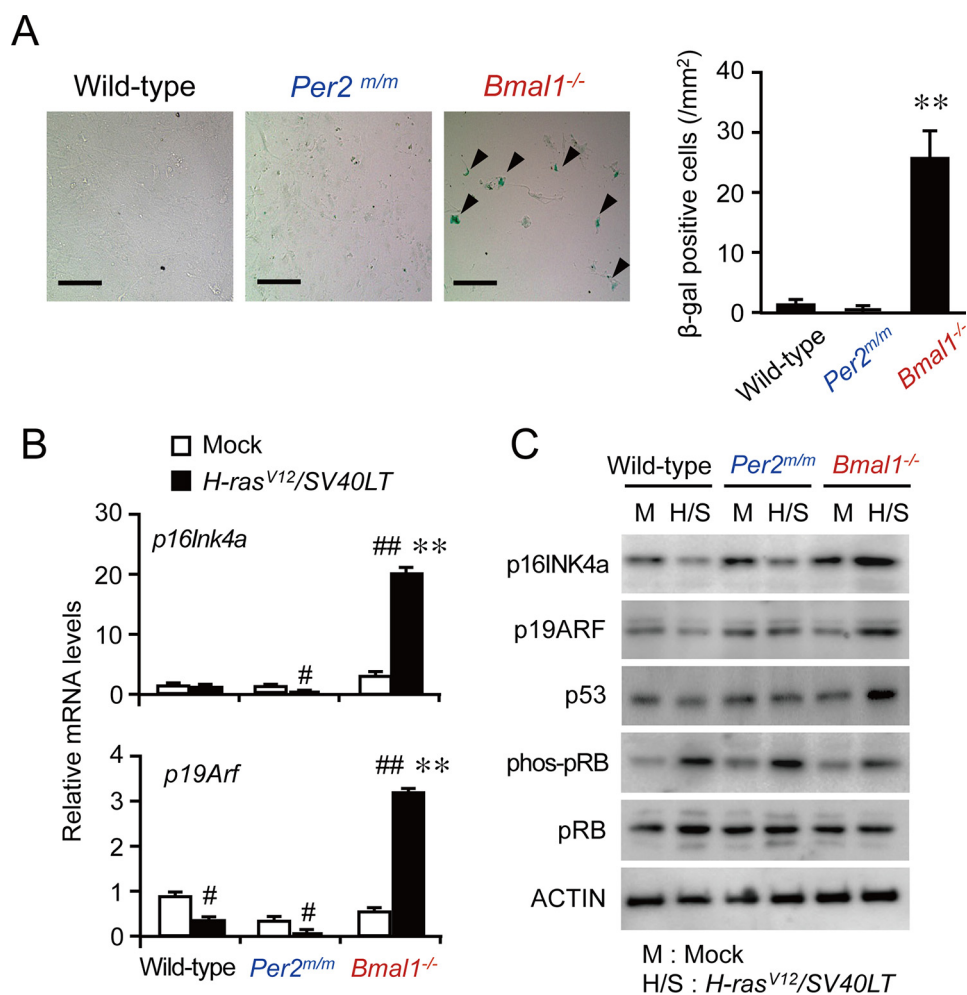 A
Wild-type Per2 m/m Bmal1-/-
β-gal positive cells (/mm2)
40
30
20
10
0
**
Wild-type Per2m/m Bmal1-/-
B
Mock
H-rasV12/SV40LT
Relative mRNA levels
p16Ink4a
30
20
10
0
#
## **
p19Arf
4
3
2
1
0
#
#
## **
Wild-type Per2m/m Bmal1-/-
C
Wild-type Per2m/m Bmal1-/-
M H/S M H/S M H/S
p16INK4a
p19ARF
p53
phos-pRB
pRB
ACTIN
M : Mock
H/S : H-rasV12/SV40LT